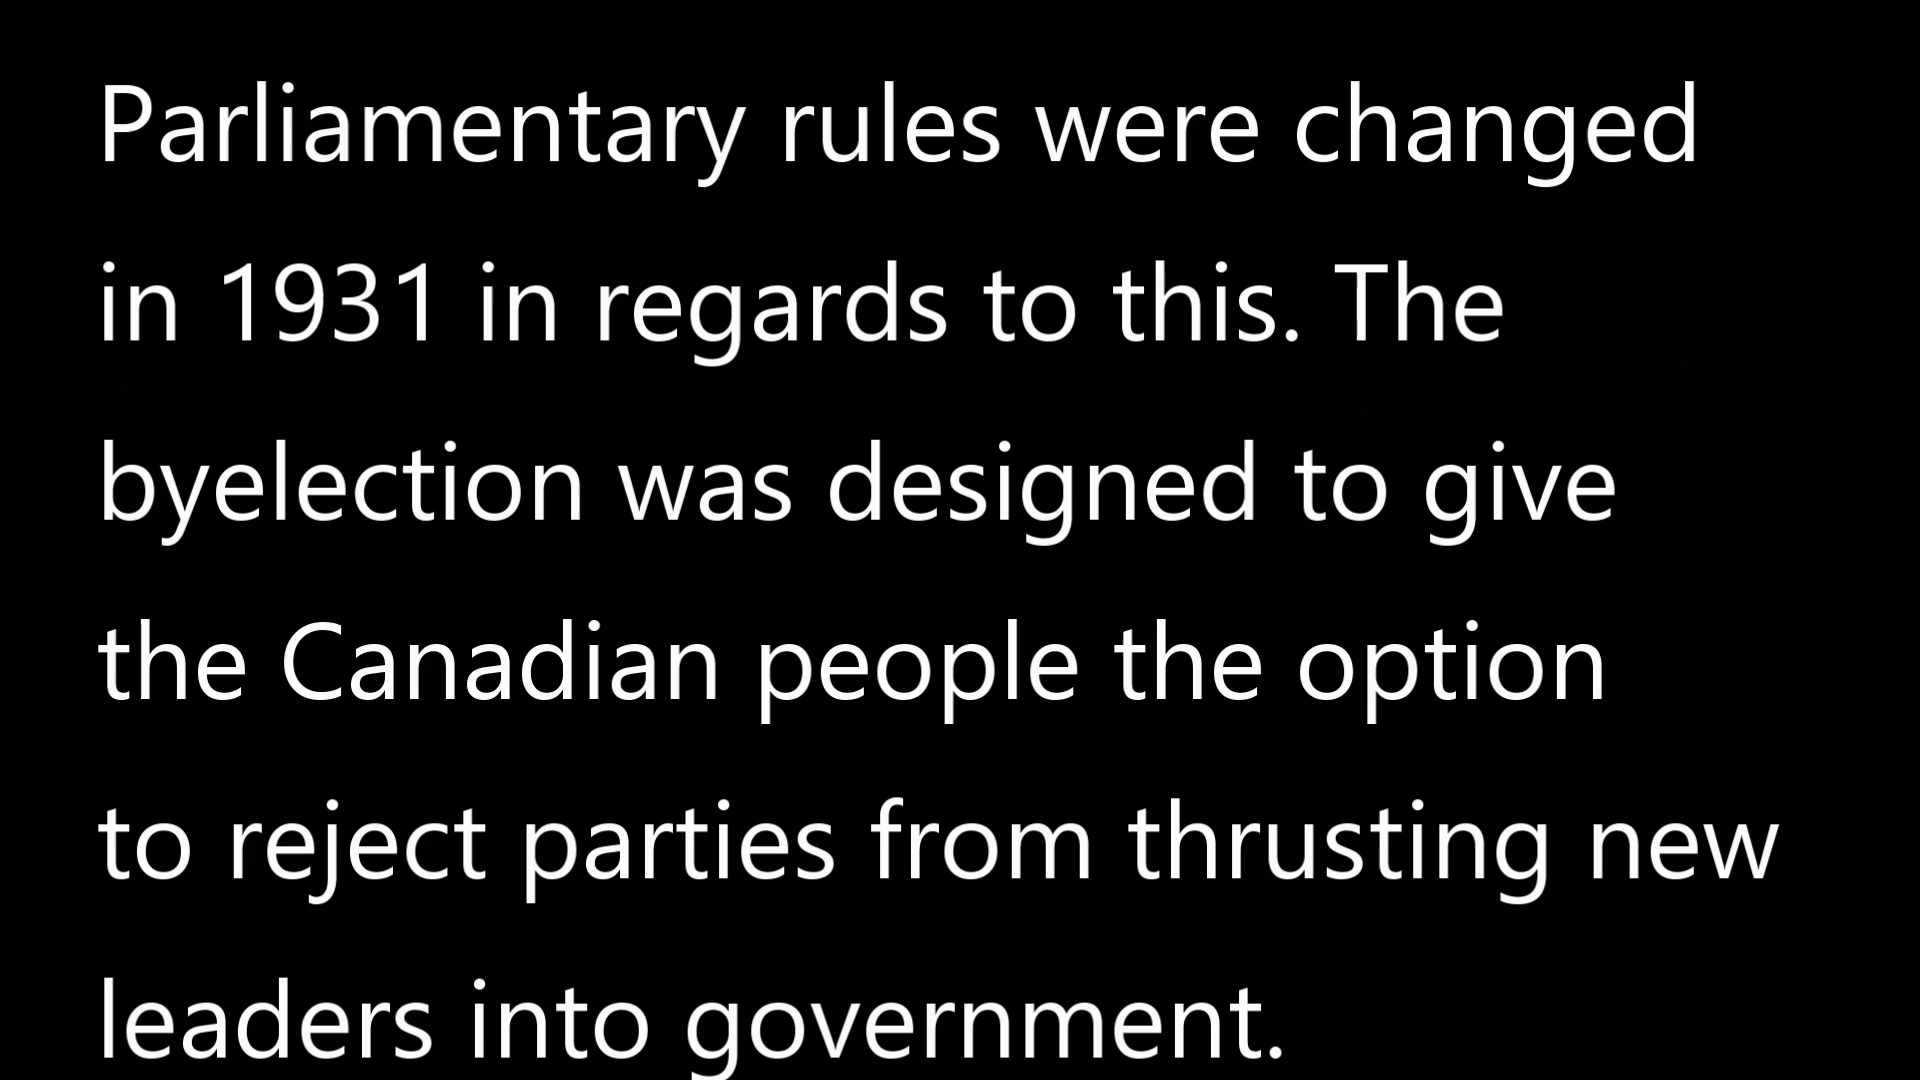 Parliamentary rules were changed
in 1931 in regards to this. The
byelection was designed to give
the Canadian people the option
to reject parties from thrusting new
leaders into government.